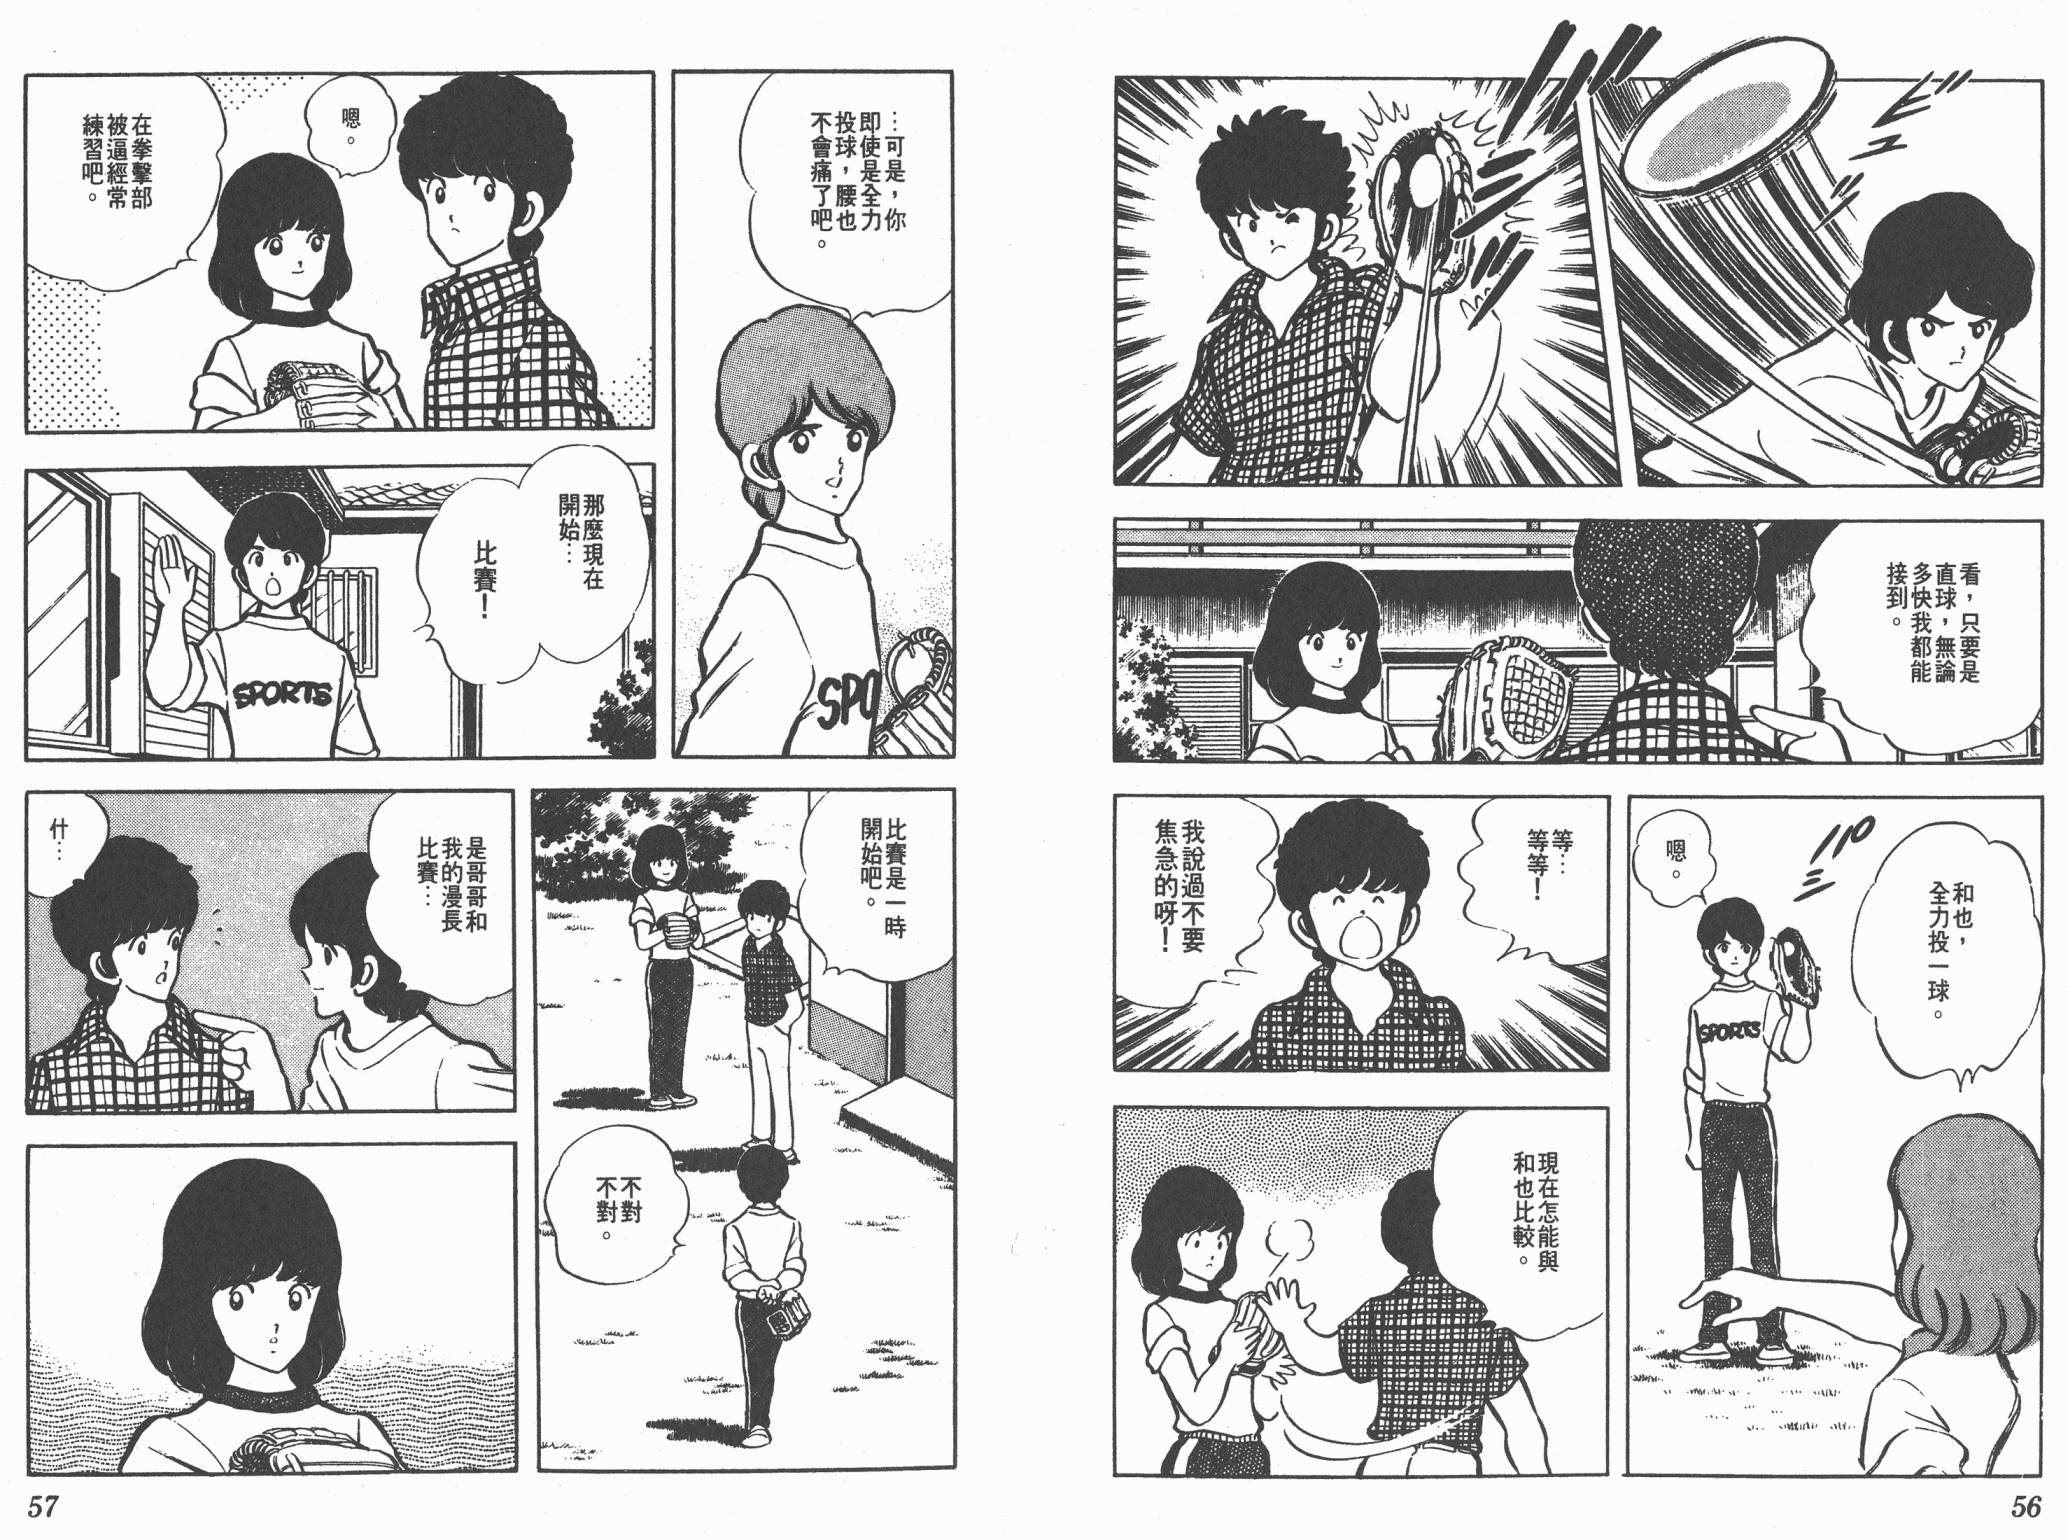 ビュ
看，只要是
直球，無論
多快我都能
接到。
和也，
全力投一球。
嗯。
SPORTS
等…
等等！
我說過不要
焦急的呀！
現在怎能與
和也比較。
56
…可是，你
即使是全力
投球，腰也
不會痛了吧。
SPO
嗯。
在拳擊部
被逼經常
練習吧。
那麼現在
開始…
比賽！
SPORTS
比賽是一時
開始吧。
不對
不對。
是哥哥和
我的漫長
比賽…
什…
57